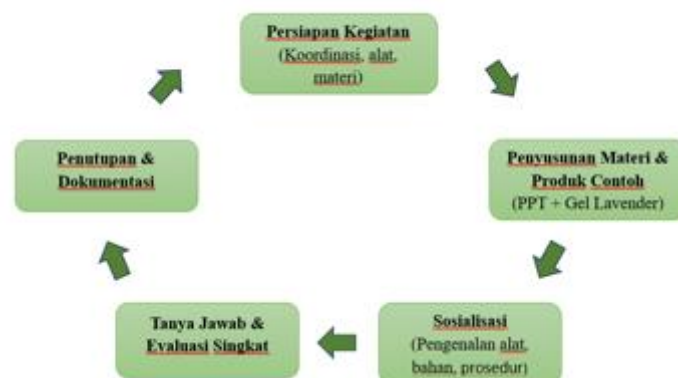 Persiapan Kegiatan
(Koordinasi, alat,
materi)
Penyusunan Materi &
Produk Contoh
(PPT + Gel Lavender)
Sosialisasi
(Pengenalan alat,
bahan, prosedur)
Tanya Jawab &
Evaluasi Singkat
Penutupan &
Dokumentasi